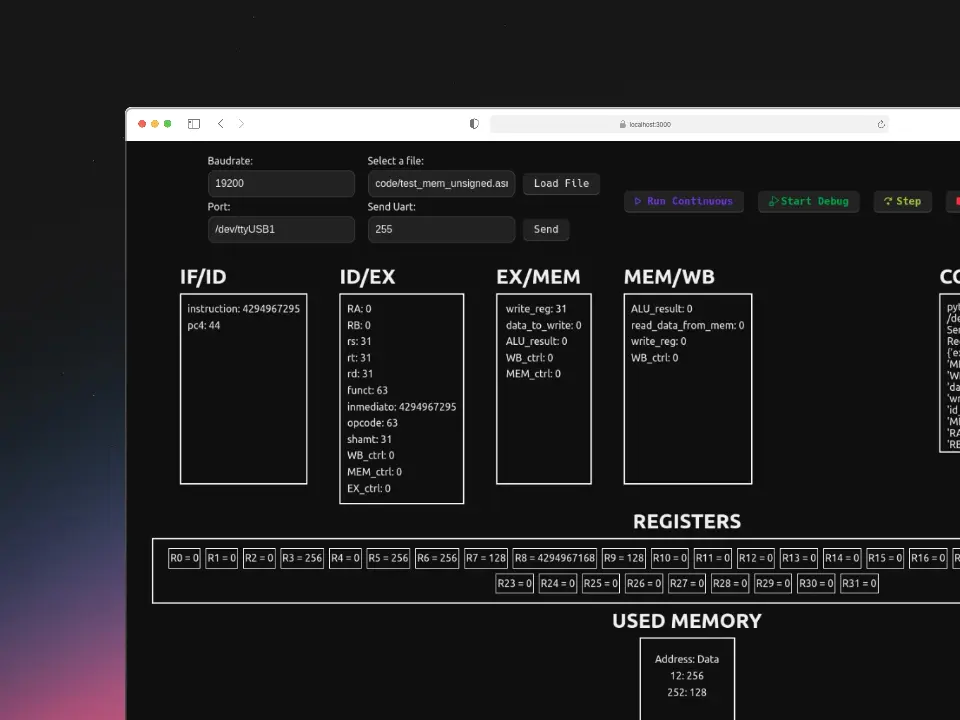 localhost:3000
Baudrate:
Select a file:
19200
code/test_mem_unsigned.asm
Load File
Run Continuous
Start Debug
Step
Port:
Send Uart:
/dev/ttyUSB1
255
Send
IF/ID
instruction: 4294967295
pc4: 44
ID/EX
RA: 0
RB: 0
rs: 31
rt: 31
rd: 31
funct: 63
inmediato: 4294967295
opcode: 63
shamt: 31
WB_ctrl: 0
MEM_ctrl: 0
EX_ctrl: 0
EX/MEM
write_reg: 31
data_to_write: 0
ALU_result: 0
WB_ctrl: 0
MEM_ctrl: 0
MEM/WB
ALU_result: 0
read_data_from_mem: 0
write_reg: 0
WB_ctrl: 0
CO
pyt
/de
Ser
Re
{'ex
'ME
'W
'da
'wr
'id_
'ME
'RA
'RE
REGISTERS
R0 = 0 R1 = 0 R2 = 0 R3 = 256 R4 = 0 R5 = 256 R6 = 256 R7 = 128 R8 = 4294967168 R9 = 128 R10 = 0 R11 = 0 R12 = 0 R13 = 0 R14 = 0 R15 = 0 R16 = 0
R23 = 0 R24 = 0 R25 = 0 R26 = 0 R27 = 0 R28 = 0 R29 = 0 R30 = 0 R31 = 0
USED MEMORY
Address: Data
12: 256
252: 128